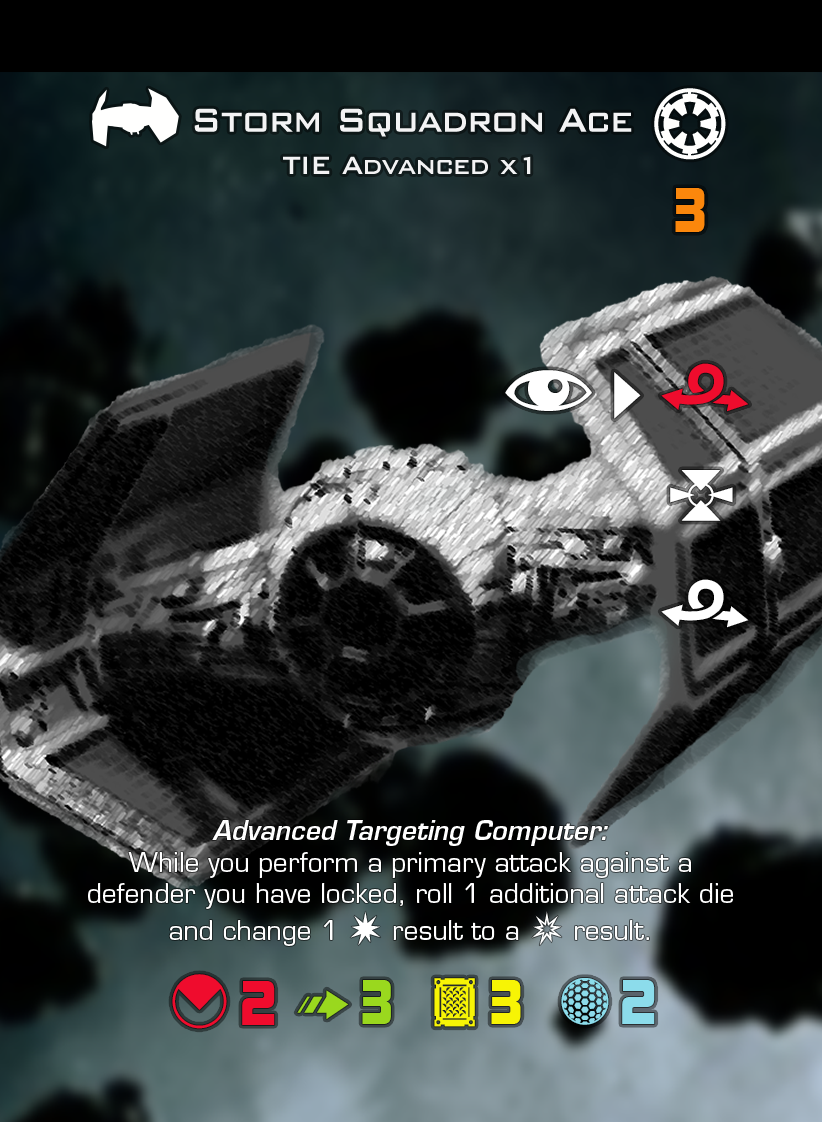 Storm Squadron Ace
TIE Advanced x1
3
Advanced Targeting Computer:
While you perform a primary attack against a
defender you have locked, roll 1 additional attack die
and change 1 result to a result.
2 3 3 2